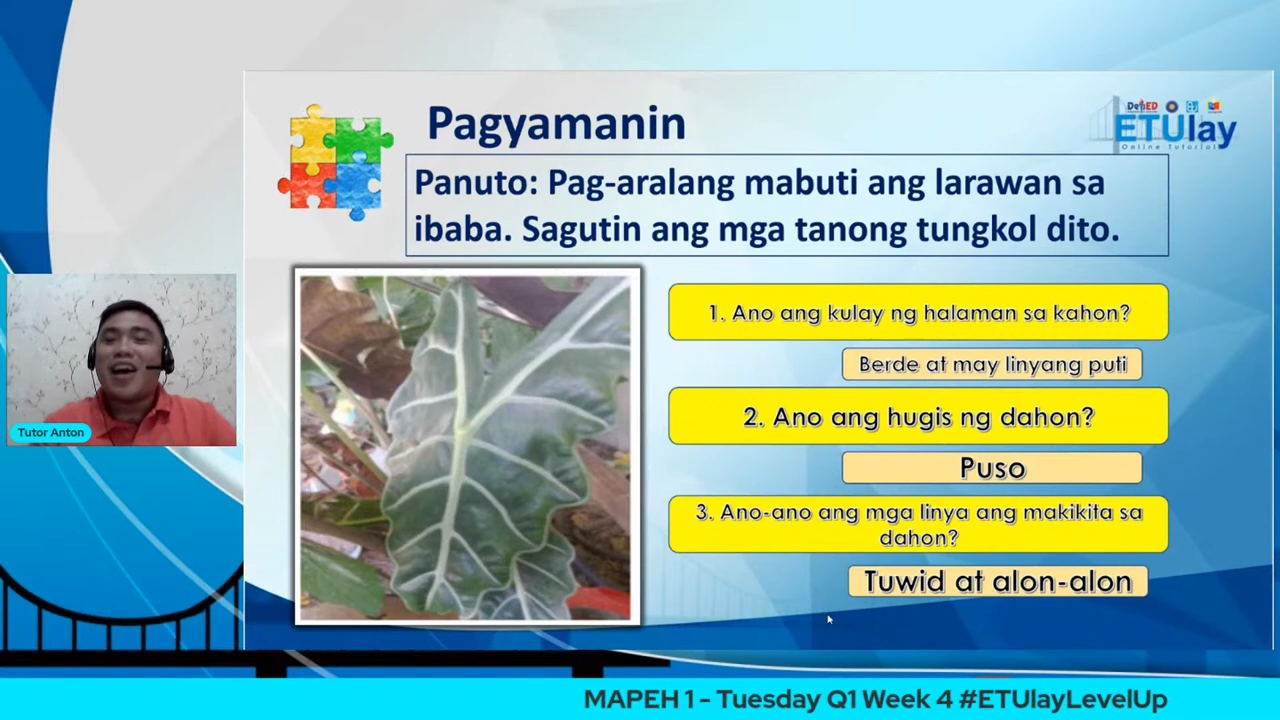 Pagyamanin
DepED
ETUlay
Online Tutorial
Panuto: Pag-aralang mabuti ang larawan sa
ibaba. Sagutin ang mga tanong tungkol dito.
1. Ano ang kulay ng halaman sa kahon?
Berde at may linyang puti
2. Ano ang hugis ng dahon?
Puso
3. Ano-ano ang mga linya ang makikita sa
dahon?
Tuwid at alon-alon
Tutor Anton
MAPEH 1 - Tuesday Q1 Week 4 #ETUlayLevelUp